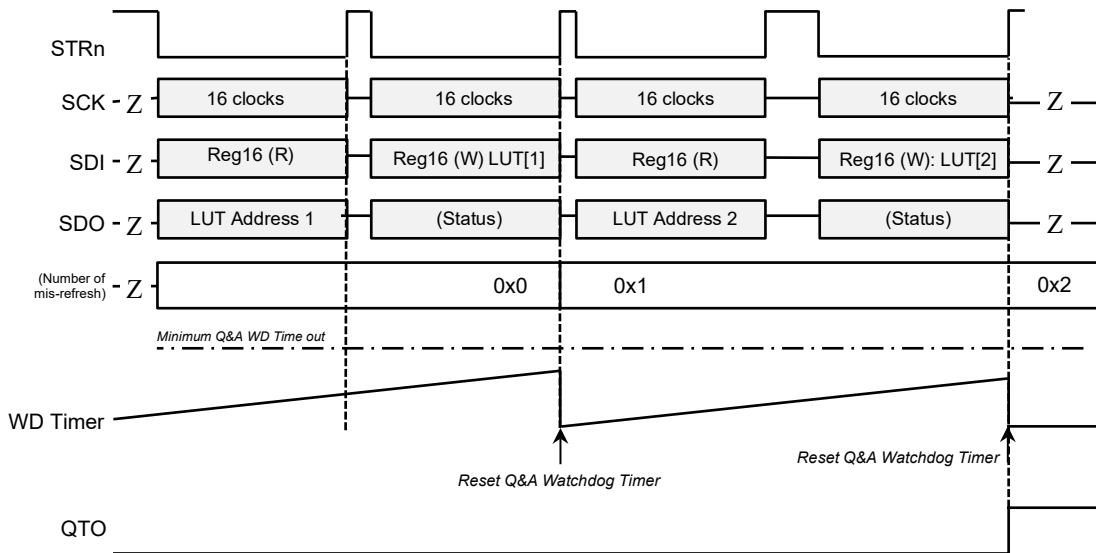 STRn
SCK Z 16 clocks 16 clocks 16 clocks 16 clocks Z
SDI Z Reg16 (R) Reg16 (W) LUT[1] Reg16 (R) Reg16 (W): LUT[2] Z
SDO Z LUT Address 1 (Status) LUT Address 2 (Status) Z
(Number of
mis-refresh) Z 0x0 0x1 0x2
Minimum Q&A WD Time out
WD Timer
Reset Q&A Watchdog Timer
Reset Q&A Watchdog Timer
QTO